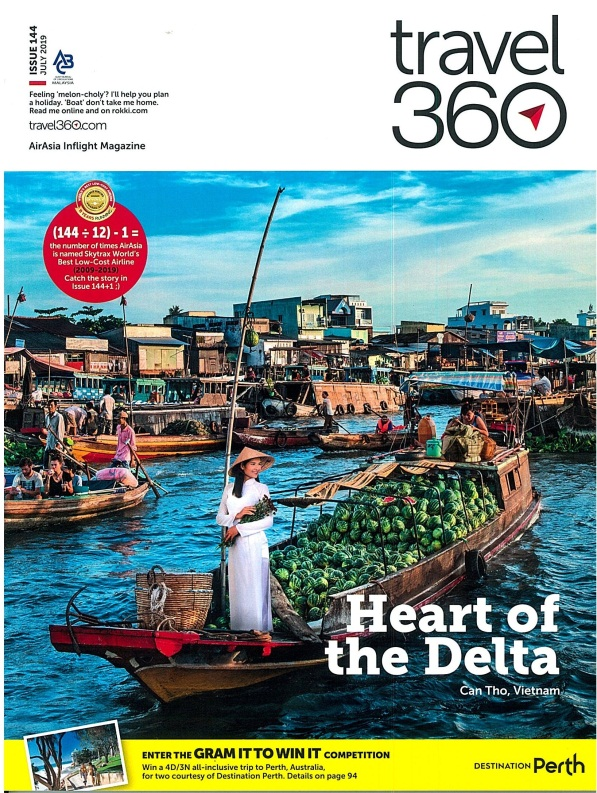 ISSUE 144
JULY 2019
MALAYSIA
Feeling 'melon-choly'? I'll help you plan
a holiday. 'Boat' don't take me home.
Read me online and on rokki.com
travel360.com
AirAsia Inflight Magazine
travel
360
(144 ÷ 12) - 1 =
the number of times AirAsia
is named Skytrax World's
Best Low-Cost Airline
(2009-2019)
Catch the story in
Issue 144+1 ;)
Heart of
the Delta
Can Tho, Vietnam
ENTER THE GRAM IT TO WIN IT COMPETITION
Win a 4D/3N all-inclusive trip to Perth, Australia,
for two courtesy of Destination Perth. Details on page 94
DESTINATION Perth